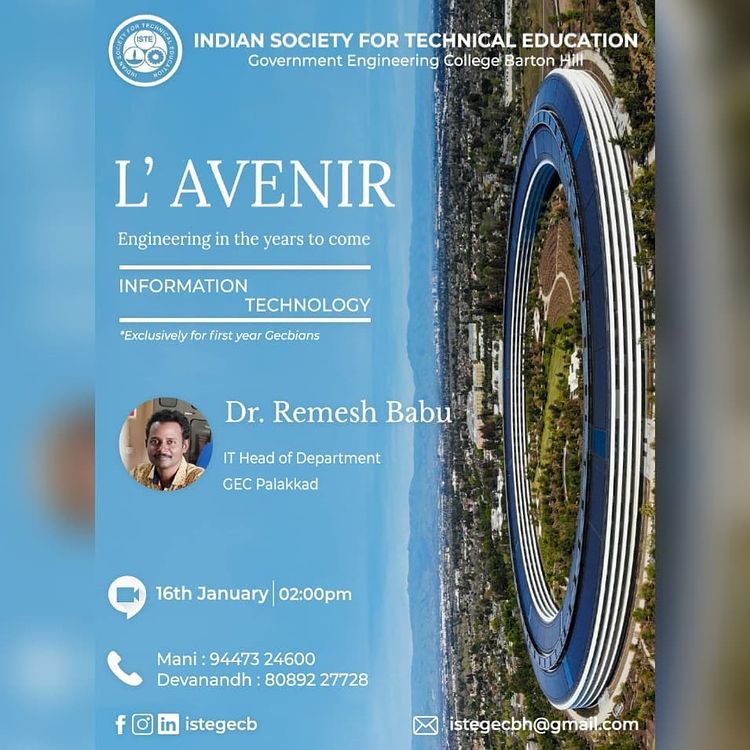 INDIAN SOCIETY FOR TECHNICAL EDUCATION
ISTE
INDIAN SOCIETY FOR TECHNICAL EDUCATION
Government Engineering College Barton Hill
L' AVENIR
Engineering in the years to come
INFORMATION
TECHNOLOGY
*Exclusively for first year Gecbians
Dr. Remesh Babu
IT Head of Department
GEC Palakkad
16th January | 02:00pm
Mani : 94473 24600
Devanandh : 80892 27728
istegecb
istegecbh@gmail.com